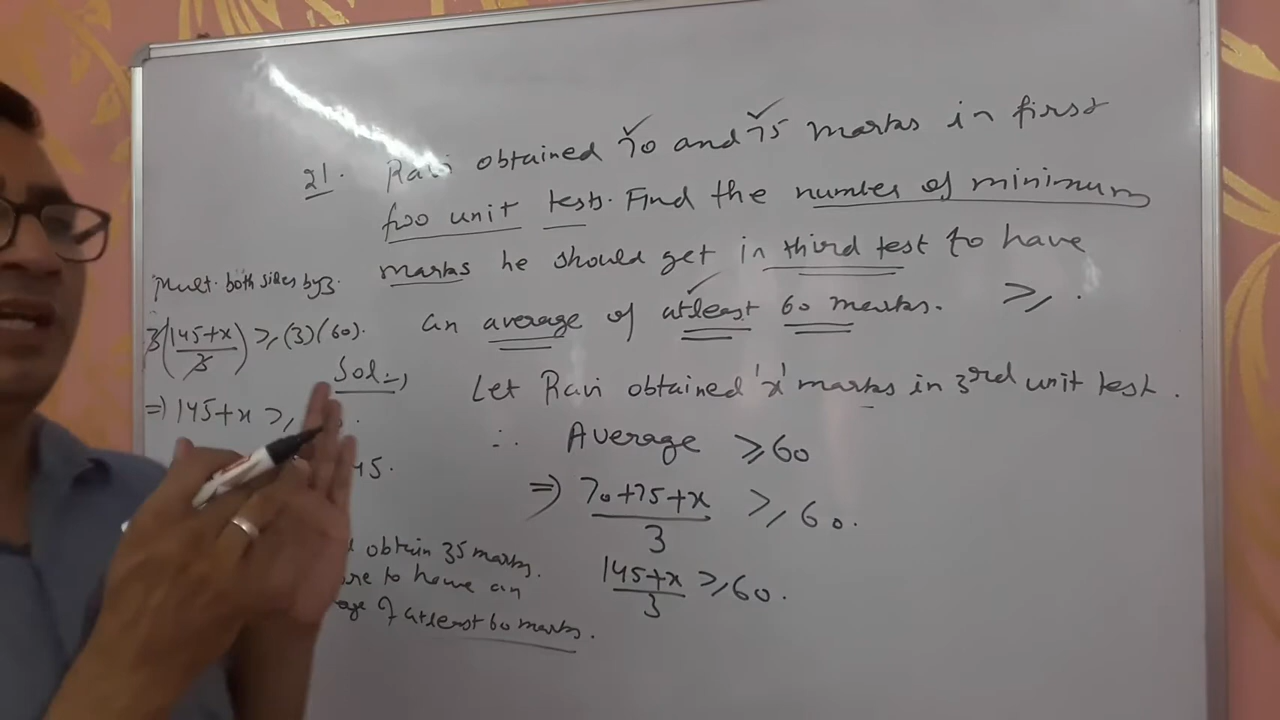 21. Ravi obtained 70 and 75 marks in first
two unit tests. Find the number of minimum
marks he should get in third test to have
an average of atleast 60 marks. ≥ .
Sol:-) Let Ravi obtained 'x' marks in 3rd unit test.
∴ Average ≥ 60
⇒ 70+75+x / 3 ≥ 60.
145+x / 3 ≥ 60.
Mult. both sides by 3.
3(145+x / 3) ≥ (3)(60).
⇒ 145+x ≥
45.
obtain 35 marks.
to have an
of atleast 60 marks.